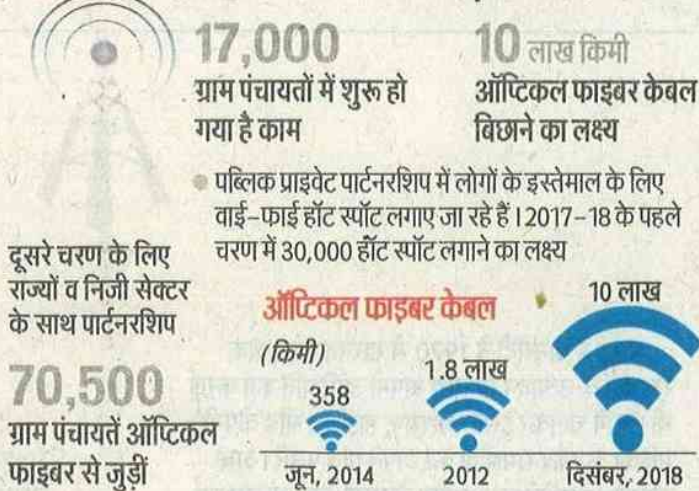 17,000
ग्राम पंचायतों में शुरू हो
गया है काम
10 लाख किमी
ऑप्टिकल फाइबर केबल
बिछाने का लक्ष्य
पब्लिक प्राइवेट पार्टनरशिप में लोगों के इस्तेमाल के लिए
वाई-फाई हॉट स्पॉट लगाए जा रहे हैं। 2017-18 के पहले
चरण में 30,000 हॉट स्पॉट लगाने का लक्ष्य
दूसरे चरण के लिए
राज्यों व निजी सेक्टर
के साथ पार्टनरशिप
70,500
ग्राम पंचायतें ऑप्टिकल
फाइबर से जुड़ीं
ऑप्टिकल फाइबर केबल
(किमी)
358
1.8 लाख
10 लाख
जून, 2014
2012
दिसंबर, 2018